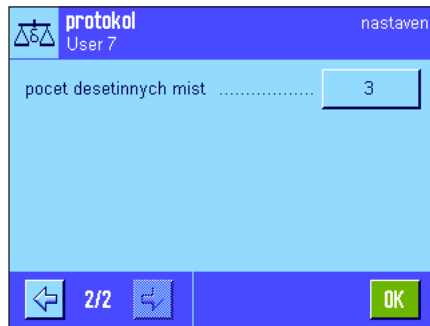 protokol
nastaven
User 7
pocet desetinnych mist .................. 3
2/2
OK